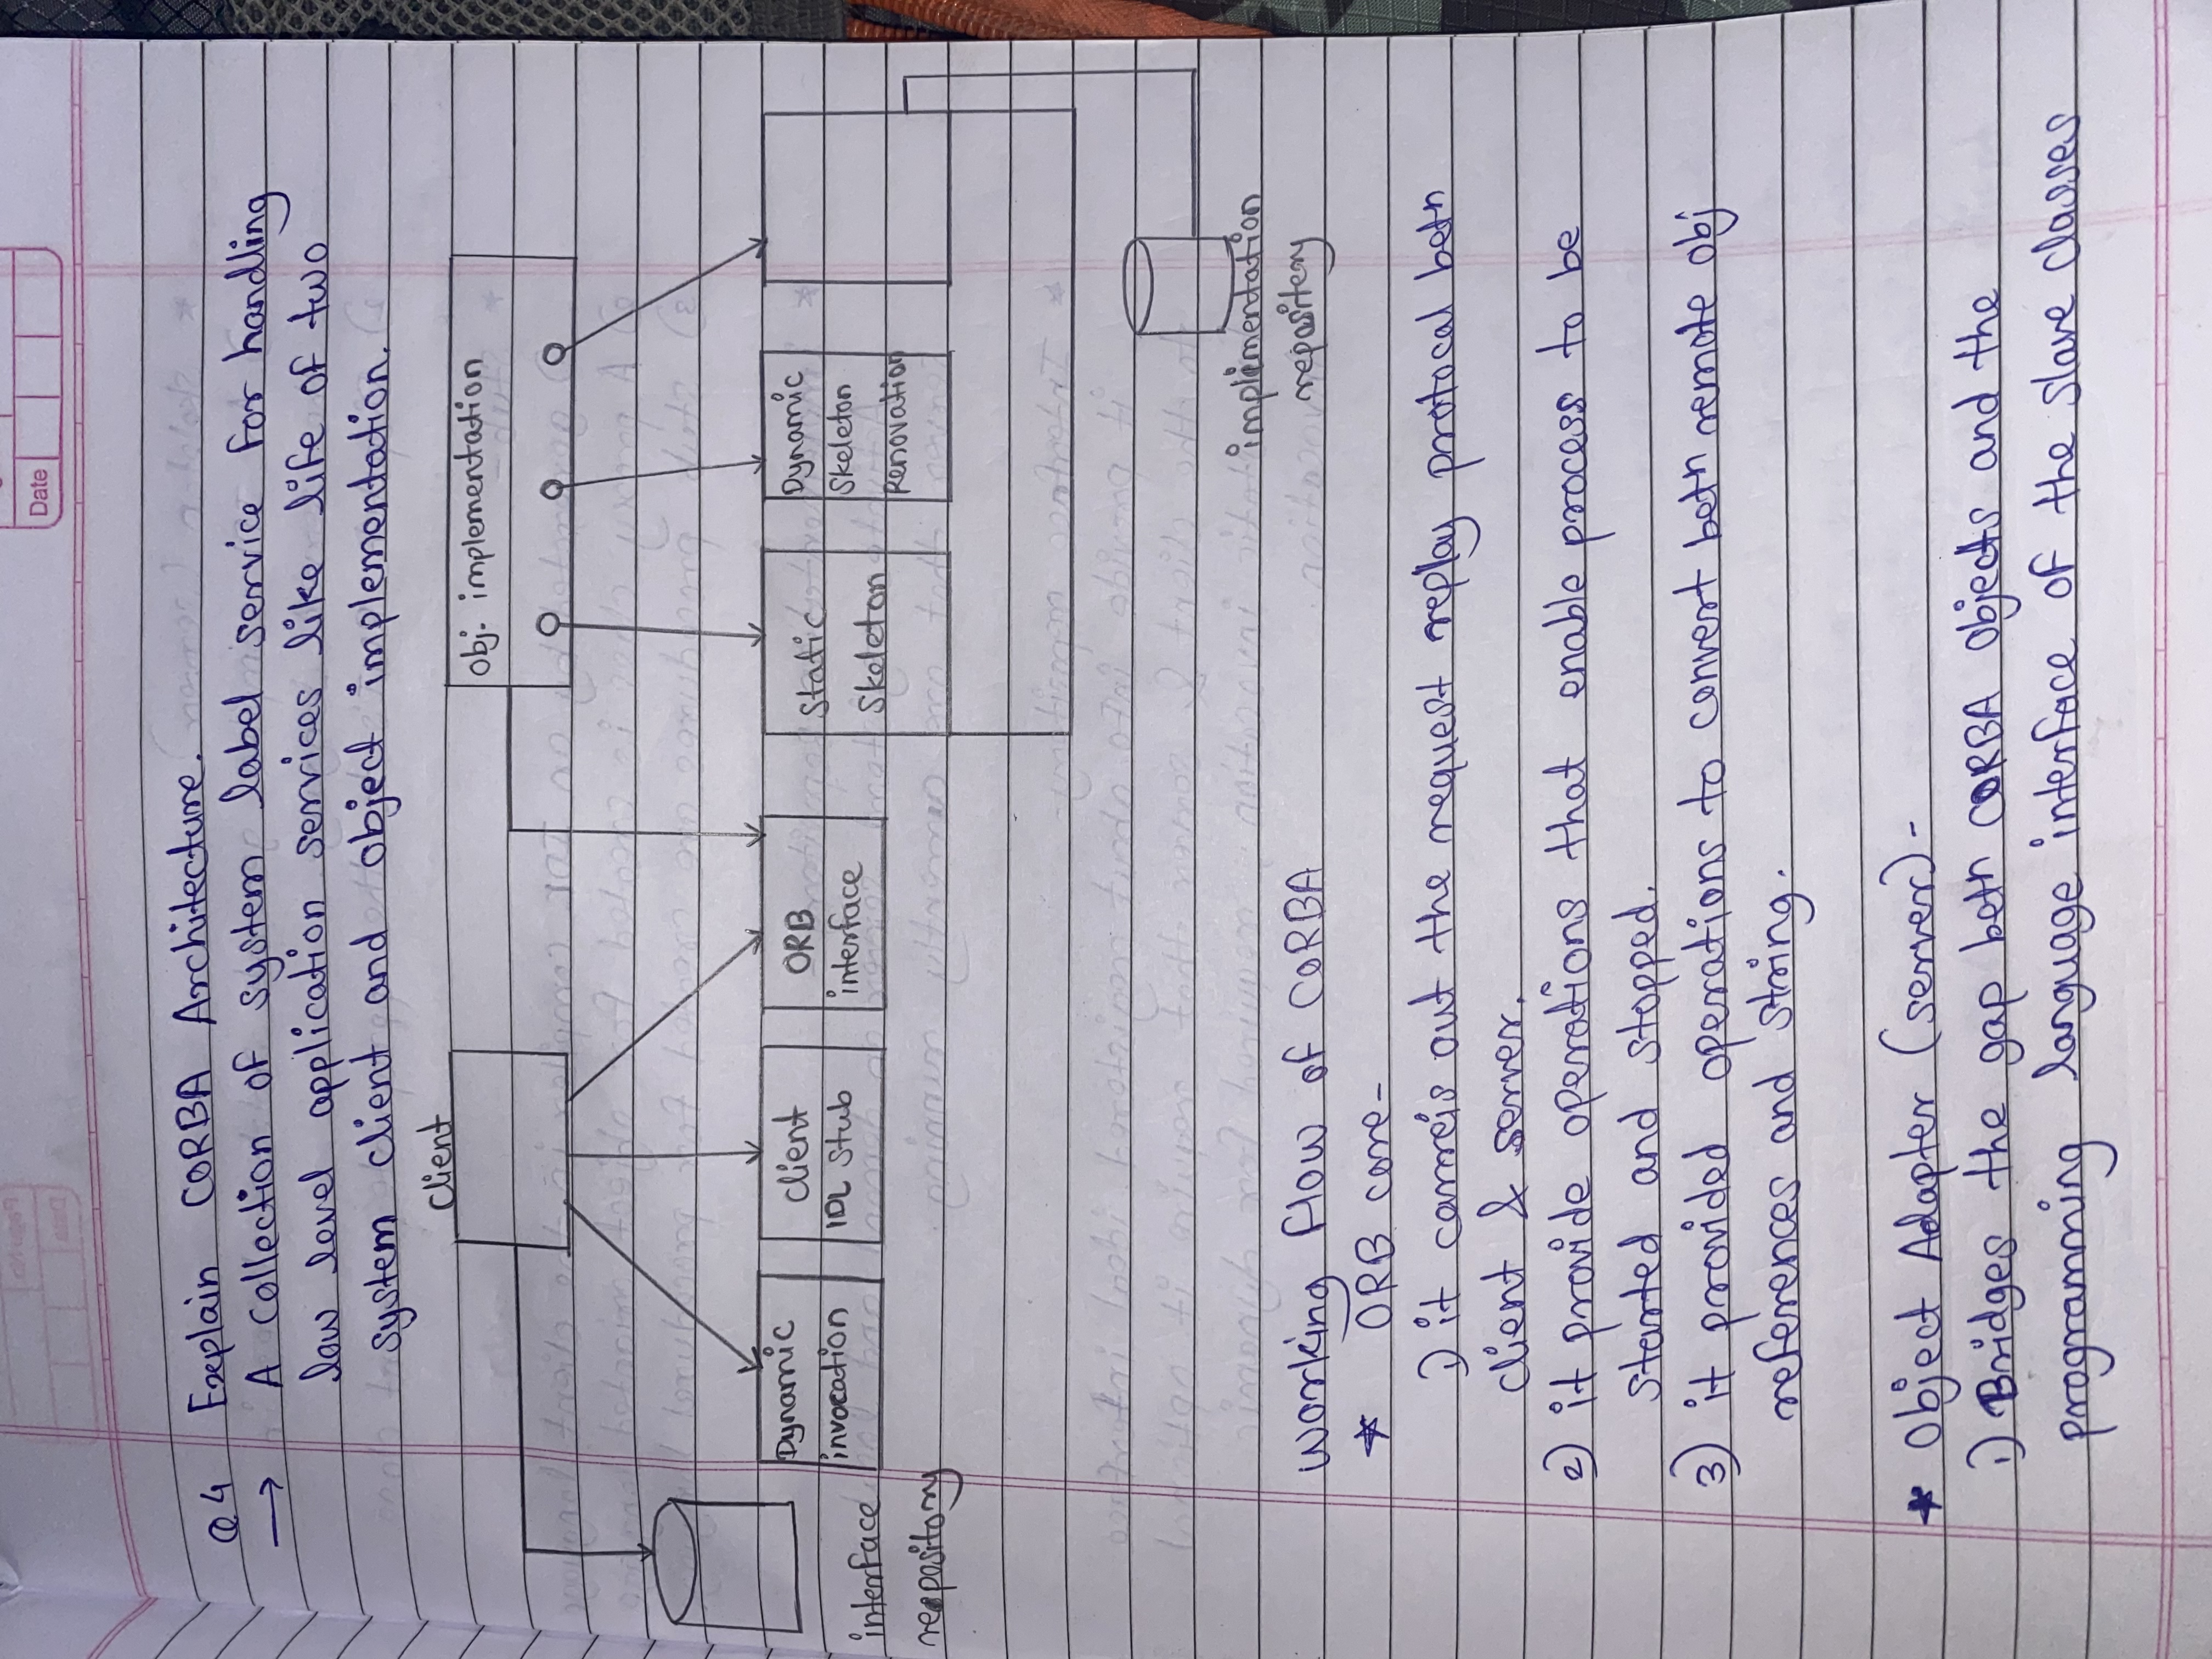 Date
Q4 Explain CORBA Architecture.
→ A collection of system label service for handling
law level application services like life of two
system client and object implementation.
client
Obj. implementation
Dynamic
invocation
client
IDL Stub
ORB
interface
Static
Skeleton
Dynamic
Skeleton
Renovation
interface
reopository
implimentation
repositery
Working flow of CORBA
* ORB core-
1) it carreis out the request replay protocal betn
client & server.
2) it provide operations that enable process to be
started and stopped.
3) it provided operations to convert betn remote obj
references and string.
* Object Adapter (server)-
1) Bridges the gap betn CORBA Objects and the
programming language interface of the slave classes